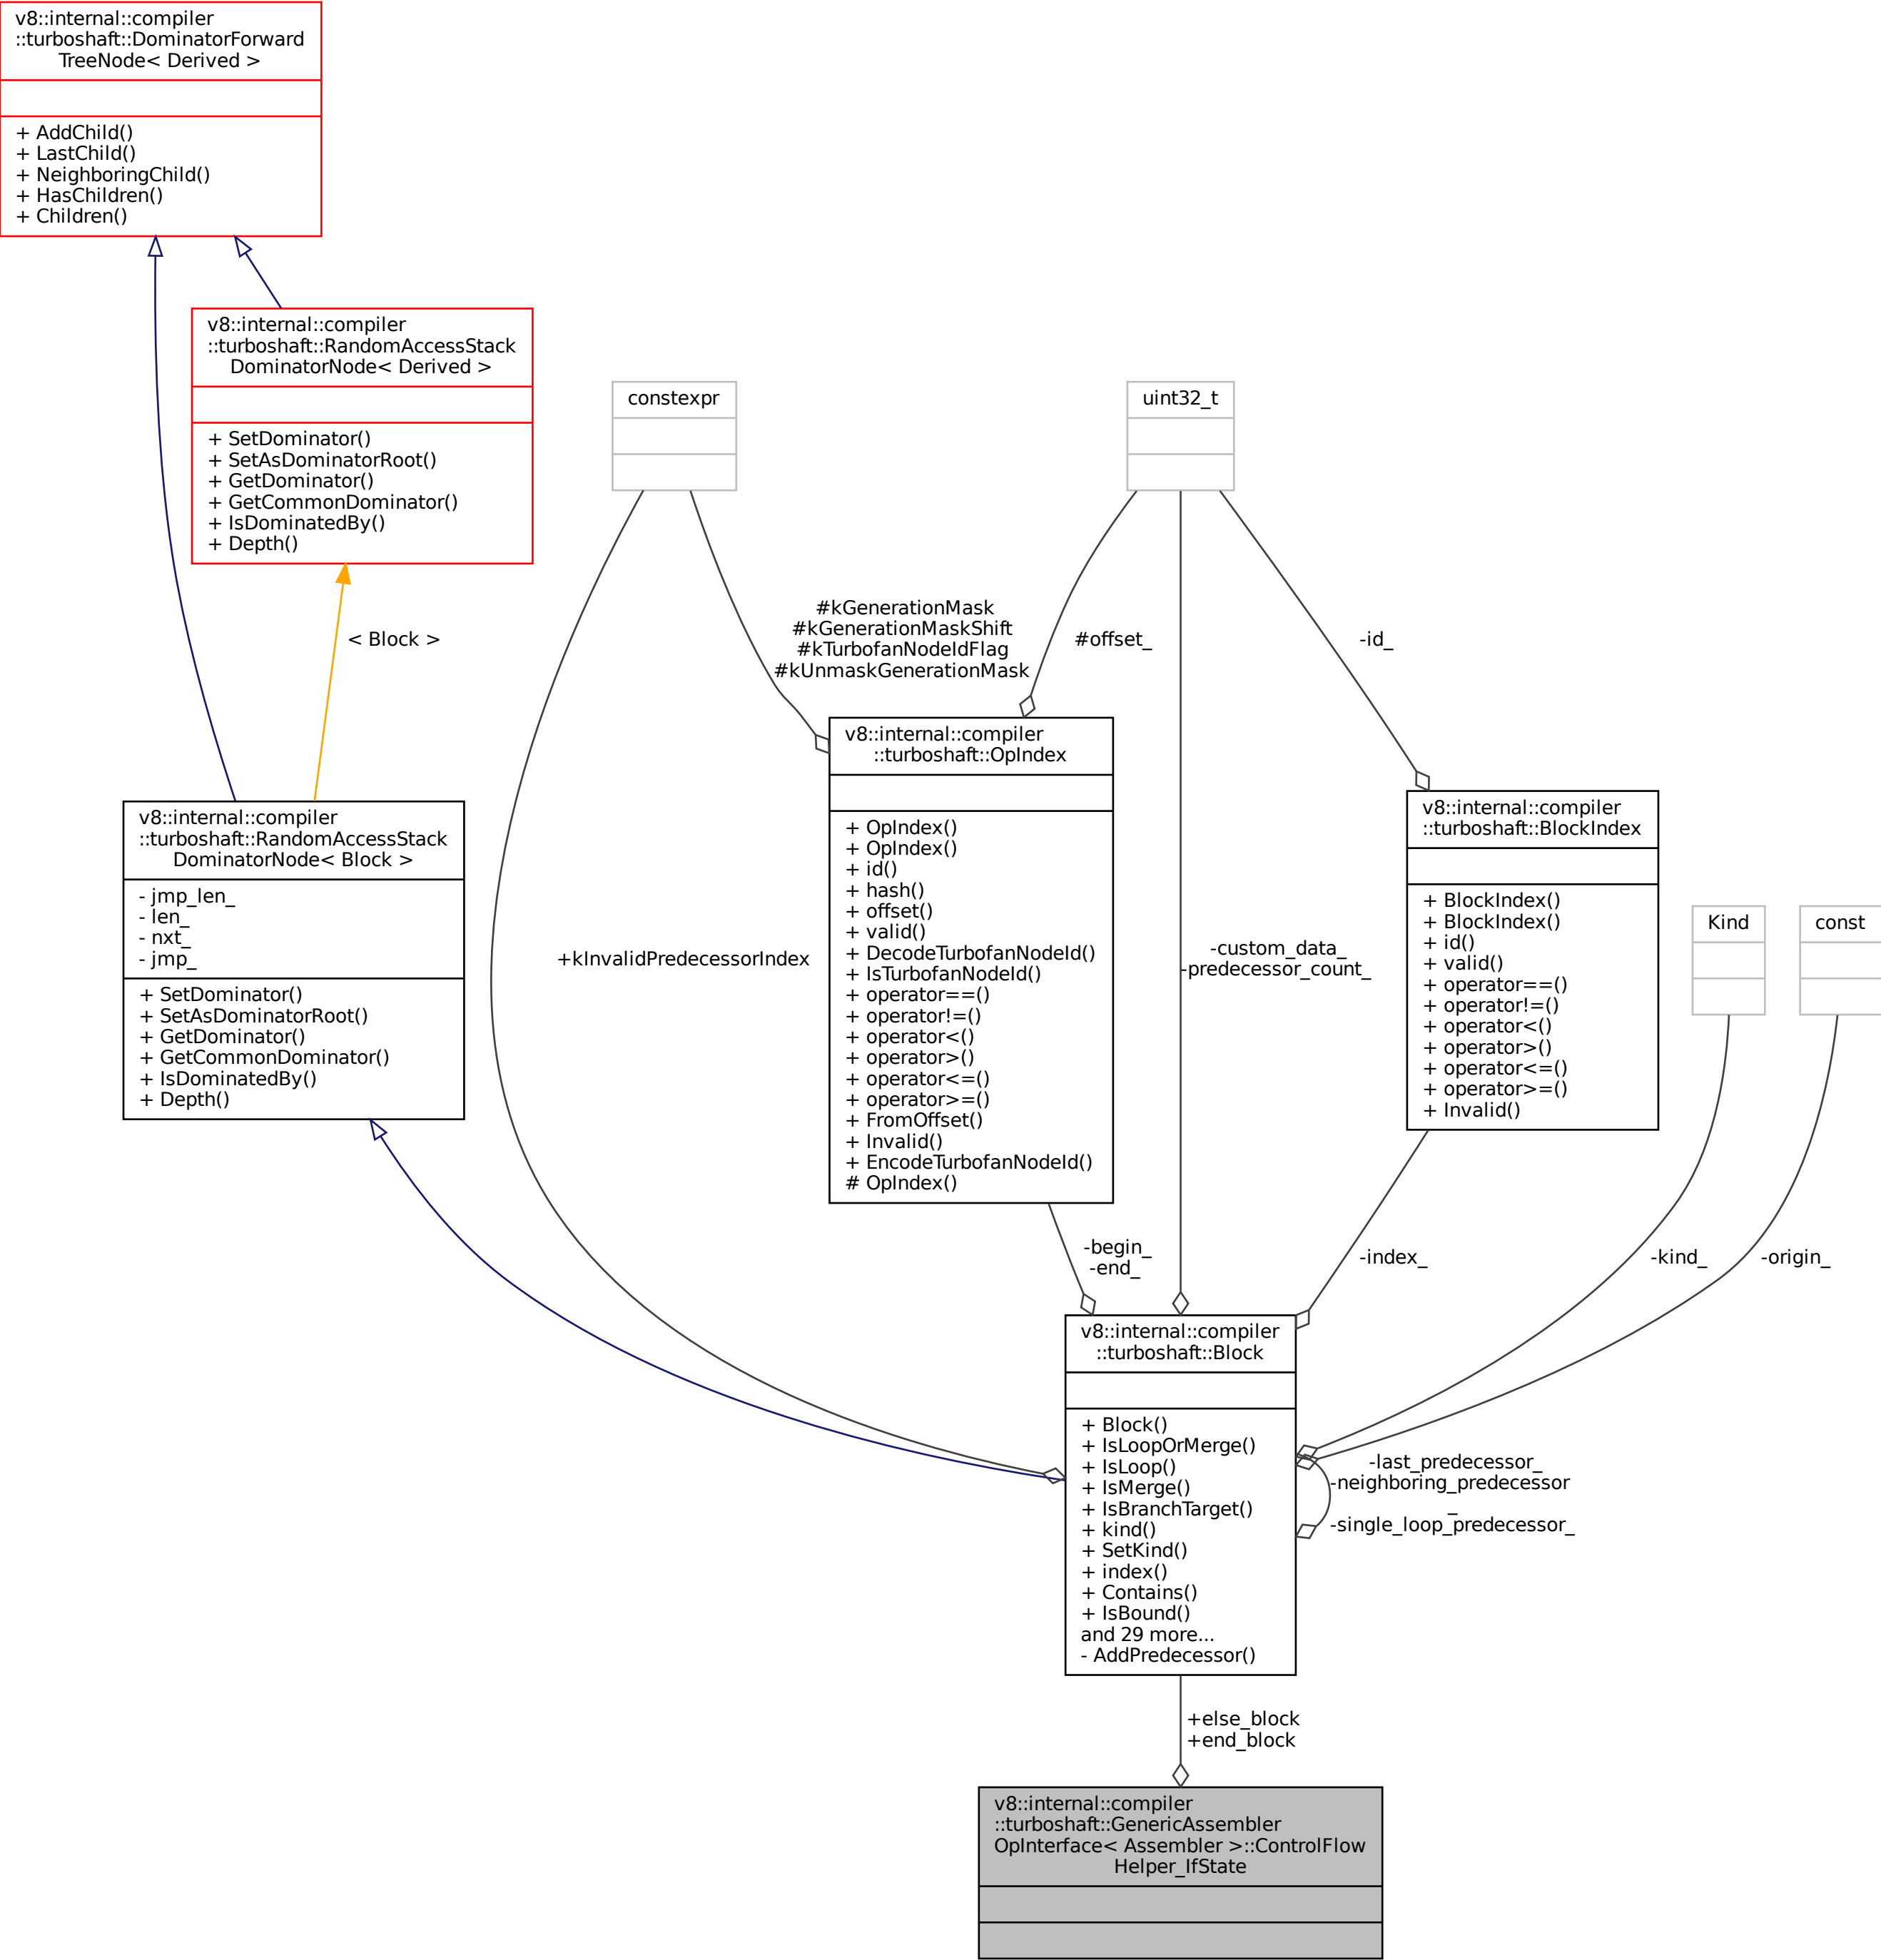 v8::internal::compiler
::turboshaft::DominatorForward
TreeNode< Derived >
+ AddChild()
+ LastChild()
+ NeighboringChild()
+ HasChildren()
+ Children()
v8::internal::compiler
::turboshaft::RandomAccessStack
DominatorNode< Derived >
+ SetDominator()
+ SetAsDominatorRoot()
+ GetDominator()
+ GetCommonDominator()
+ IsDominatedBy()
+ Depth()
constexpr
uint32_t
< Block >
#kGenerationMask
#kGenerationMaskShift
#kTurbofanNodeIdFlag
#kUnmaskGenerationMask
#offset_
-id_
v8::internal::compiler
::turboshaft::RandomAccessStack
DominatorNode< Block >
- jmp_len_
- len_
- nxt_
- jmp_
+ SetDominator()
+ SetAsDominatorRoot()
+ GetDominator()
+ GetCommonDominator()
+ IsDominatedBy()
+ Depth()
+kInvalidPredecessorIndex
v8::internal::compiler
::turboshaft::OpIndex
+ OpIndex()
+ OpIndex()
+ id()
+ hash()
+ offset()
+ valid()
+ DecodeTurbofanNodeId()
+ IsTurbofanNodeId()
+ operator==()
+ operator!=()
+ operator<()
+ operator>()
+ operator<=()
+ operator>=()
+ FromOffset()
+ Invalid()
+ EncodeTurbofanNodeId()
# OpIndex()
-custom_data_
-predecessor_count_
v8::internal::compiler
::turboshaft::BlockIndex
+ BlockIndex()
+ BlockIndex()
+ id()
+ valid()
+ operator==()
+ operator!=()
+ operator<()
+ operator>()
+ operator<=()
+ operator>=()
+ Invalid()
Kind
const
-begin_
-end_
-index_
-kind_
-origin_
v8::internal::compiler
::turboshaft::Block
+ Block()
+ IsLoopOrMerge()
+ IsLoop()
+ IsMerge()
+ IsBranchTarget()
+ kind()
+ SetKind()
+ index()
+ Contains()
+ IsBound()
and 29 more...
- AddPredecessor()
-last_predecessor_
-neighboring_predecessor
_
-single_loop_predecessor_
+else_block
+end_block
v8::internal::compiler
::turboshaft::GenericAssembler
OpInterface< Assembler >::ControlFlow
Helper_IfState